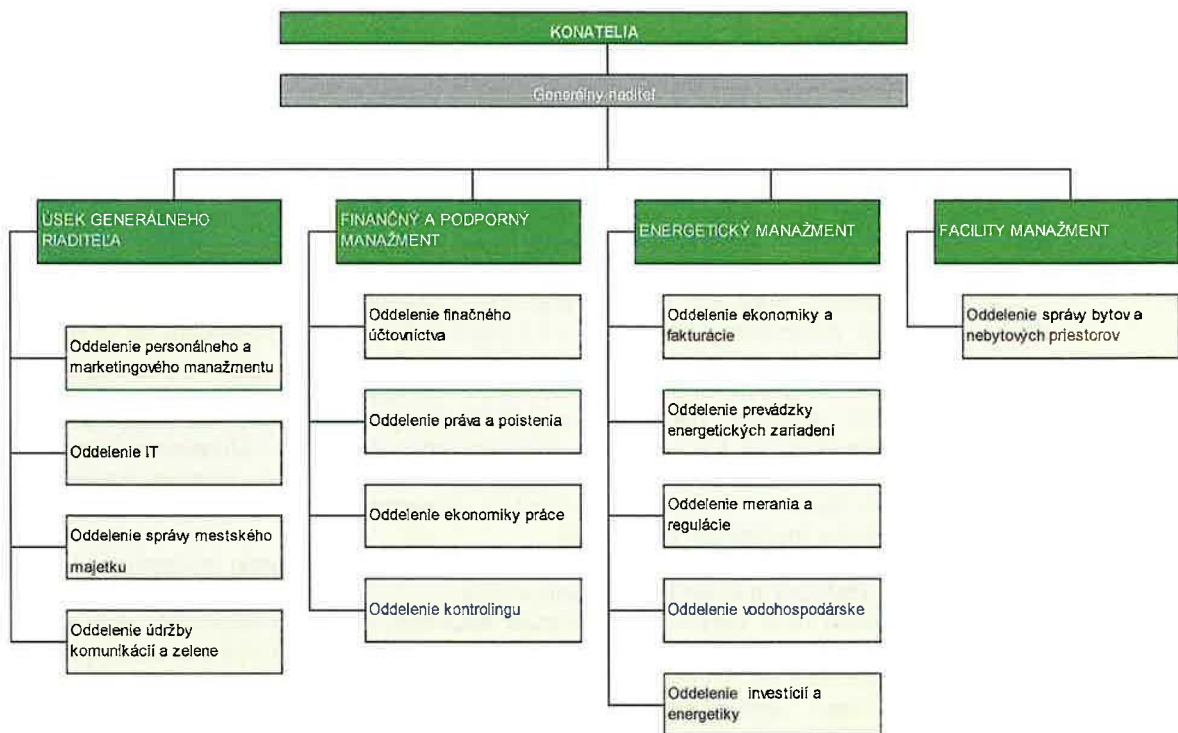 KONATELIA
Generálny riaditeľ
ÚSEK GENERÁLNEHO
RIADITEĽA
Oddelenie personálneho a
marketingového manažmentu
Oddelenie IT
Oddelenie správy mestského
majetku
Oddelenie údržby
komunikácií a zelene
FINANČNÝ A PODPORNÝ
MANAŽMENT
Oddelenie finačného
účtovníctva
Oddelenie práva a poistenia
Oddelenie ekonomiky práce
Oddelenie kontrolingu
ENERGETICKÝ MANAŽMENT
Oddelenie ekonomiky a
fakturácie
Oddelenie prevádzky
energetických zariadení
Oddelenie merania a
regulácie
Oddelenie vodohospodárske
Oddelenie investícií a
energetiky
FACILITY MANAŽMENT
Oddelenie správy bytov a
nebytových priestorov